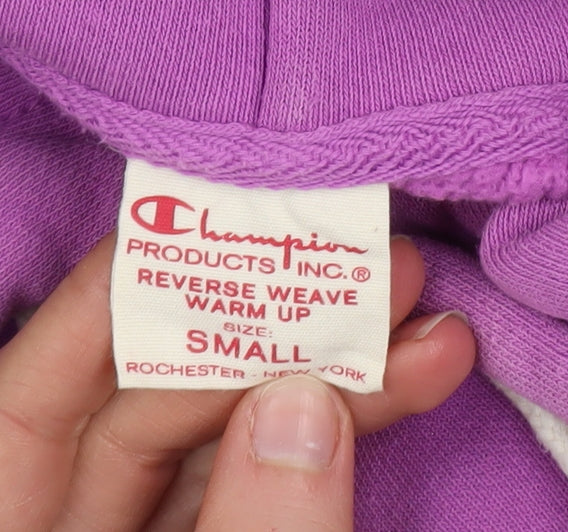 Champion
PRODUCTS INC.®
REVERSE WEAVE
WARM UP
SIZE:
SMALL
ROCHESTER - NEW YORK